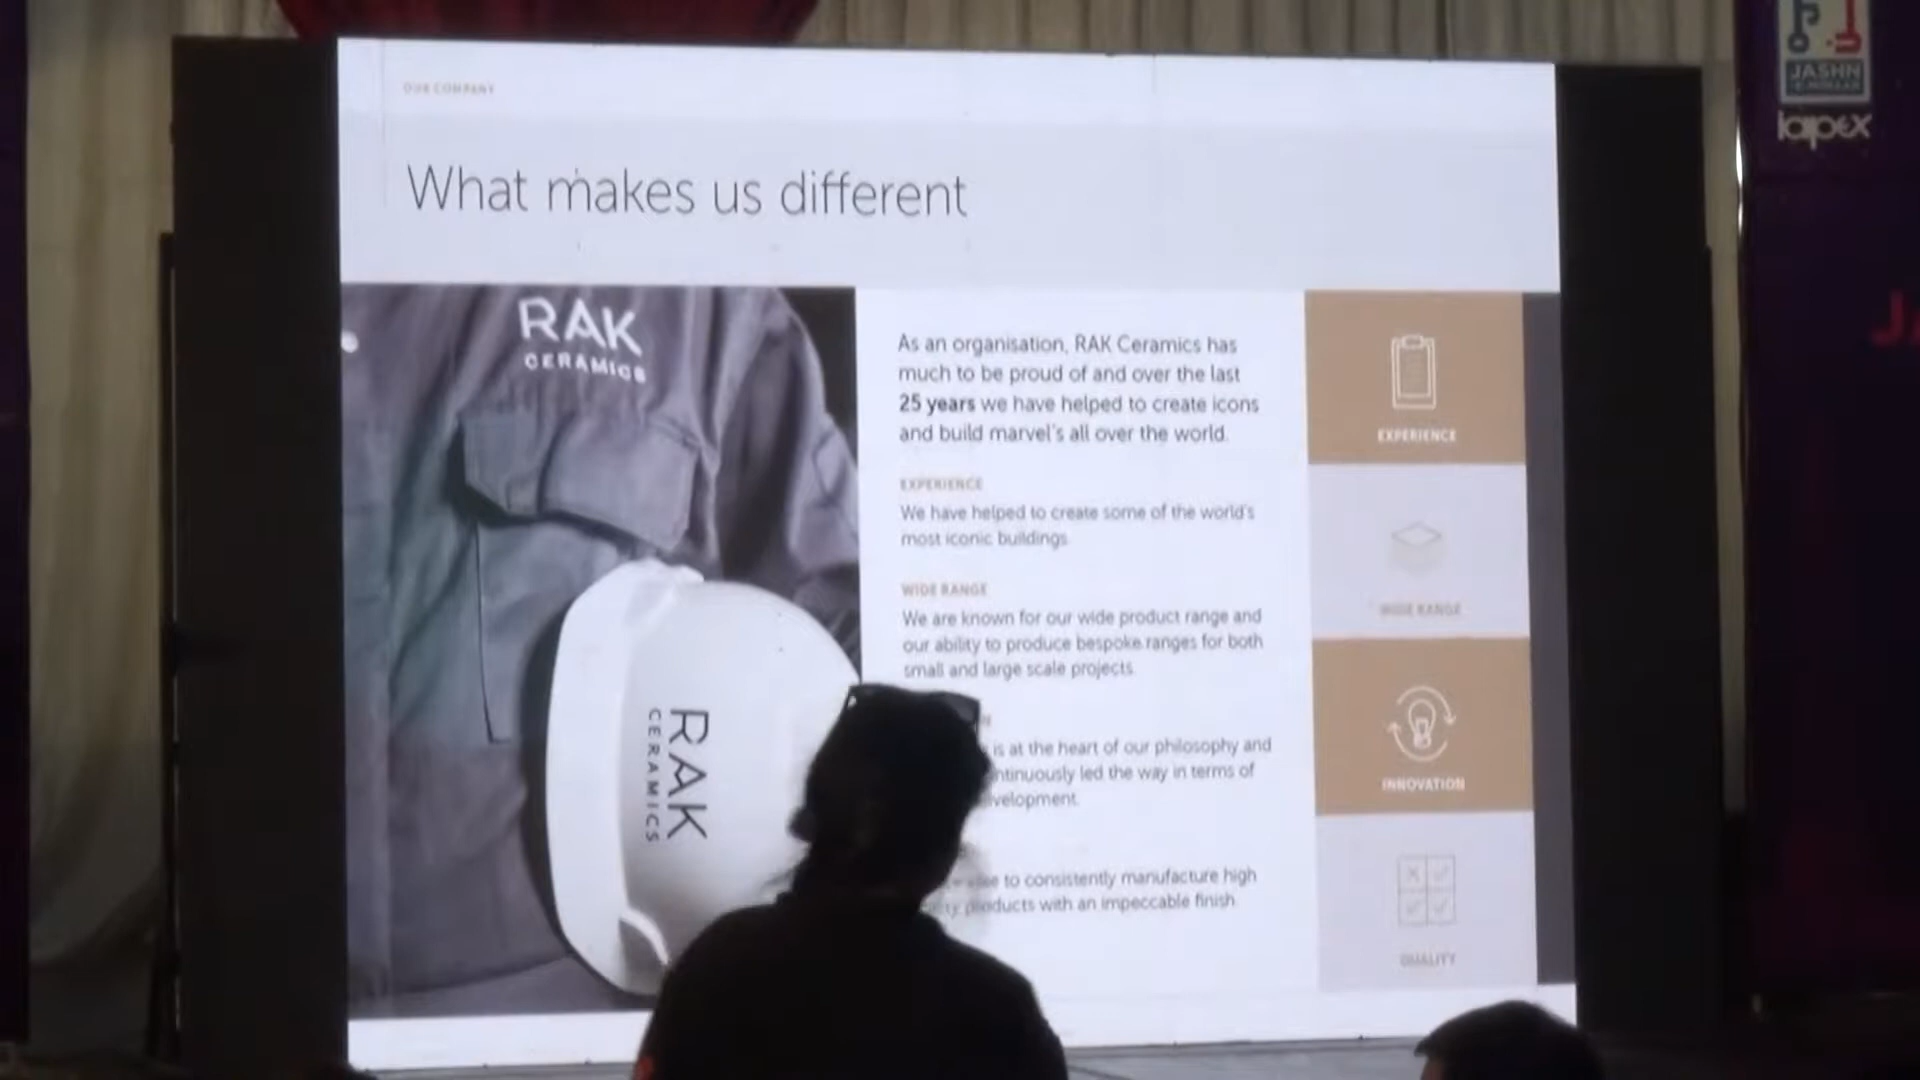 OUR COMPANY
What makes us different
RAK
CERAMICS
RAK
CERAMICS
As an organisation, RAK Ceramics has
much to be proud of and over the last
25 years we have helped to create icons
and build marvel's all over the world.
EXPERIENCE
We have helped to create some of the world's
most iconic buildings
WIDE RANGE
We are known for our wide product range and
our ability to produce bespoke ranges for both
small and large scale projects
is at the heart of our philosophy and
led the way in terms of
to consistently manufacture high
products with an impeccable finish
EXPERIENCE
WIDE RANGE
INNOVATION
QUALITY
JASHN
iapex